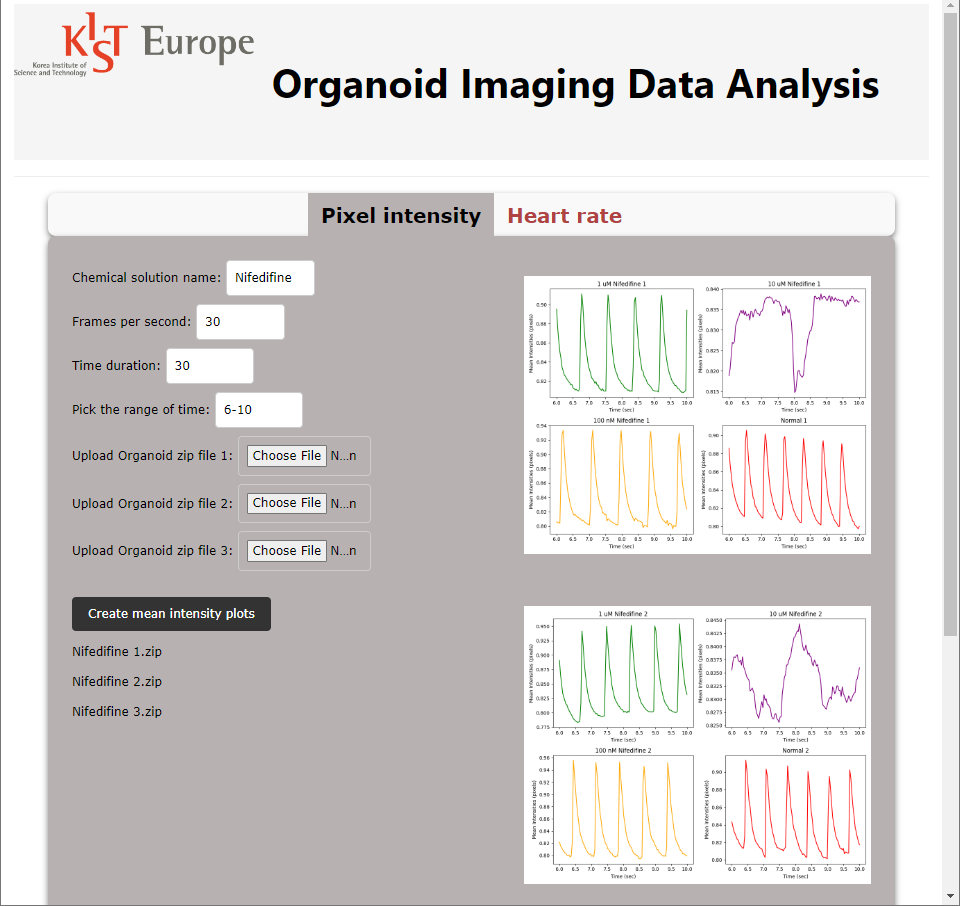 KIST Europe
Korea Institute of
Science and Technology
Organoid Imaging Data Analysis
Pixel intensity
Heart rate
Chemical solution name: Nifedifine
Frames per second: 30
Time duration: 30
Pick the range of time: 6-10
Upload Organoid zip file 1: Choose File N...n
Upload Organoid zip file 2: Choose File N...n
Upload Organoid zip file 3: Choose File N...n
Create mean intensity plots
Nifedifine 1.zip
Nifedifine 2.zip
Nifedifine 3.zip
1 uM Nifedifine 1
Mean intensities (pixels)
0.90
0.88
0.86
0.84
0.82
6.0 6.5 7.0 7.5 8.0 8.5 9.0 9.5 10.0
Time (sec)
10 uM Nifedifine 1
Mean intensities (pixels)
0.840
0.835
0.830
0.825
0.820
0.815
6.0 6.5 7.0 7.5 8.0 8.5 9.0 9.5 10.0
Time (sec)
100 nM Nifedifine 1
Mean intensities (pixels)
0.94
0.92
0.90
0.88
0.86
0.84
0.82
0.80
6.0 6.5 7.0 7.5 8.0 8.5 9.0 9.5 10.0
Time (sec)
Normal 1
Mean intensities (pixels)
0.90
0.88
0.86
0.84
0.82
0.80
6.0 6.5 7.0 7.5 8.0 8.5 9.0 9.5 10.0
Time (sec)
1 uM Nifedifine 2
Mean intensities (pixels)
0.950
0.925
0.900
0.875
0.850
0.825
0.800
0.775
6.0 6.5 7.0 7.5 8.0 8.5 9.0 9.5 10.0
Time (sec)
10 uM Nifedifine 2
Mean intensities (pixels)
0.8450
0.8425
0.8400
0.8375
0.8350
0.8325
0.8300
0.8275
0.8250
6.0 6.5 7.0 7.5 8.0 8.5 9.0 9.5 10.0
Time (sec)
100 nM Nifedifine 2
Mean intensities (pixels)
0.96
0.94
0.92
0.90
0.88
0.86
0.84
0.82
0.80
6.0 6.5 7.0 7.5 8.0 8.5 9.0 9.5 10.0
Time (sec)
Normal 2
Mean intensities (pixels)
0.90
0.88
0.86
0.84
0.82
0.80
6.0 6.5 7.0 7.5 8.0 8.5 9.0 9.5 10.0
Time (sec)